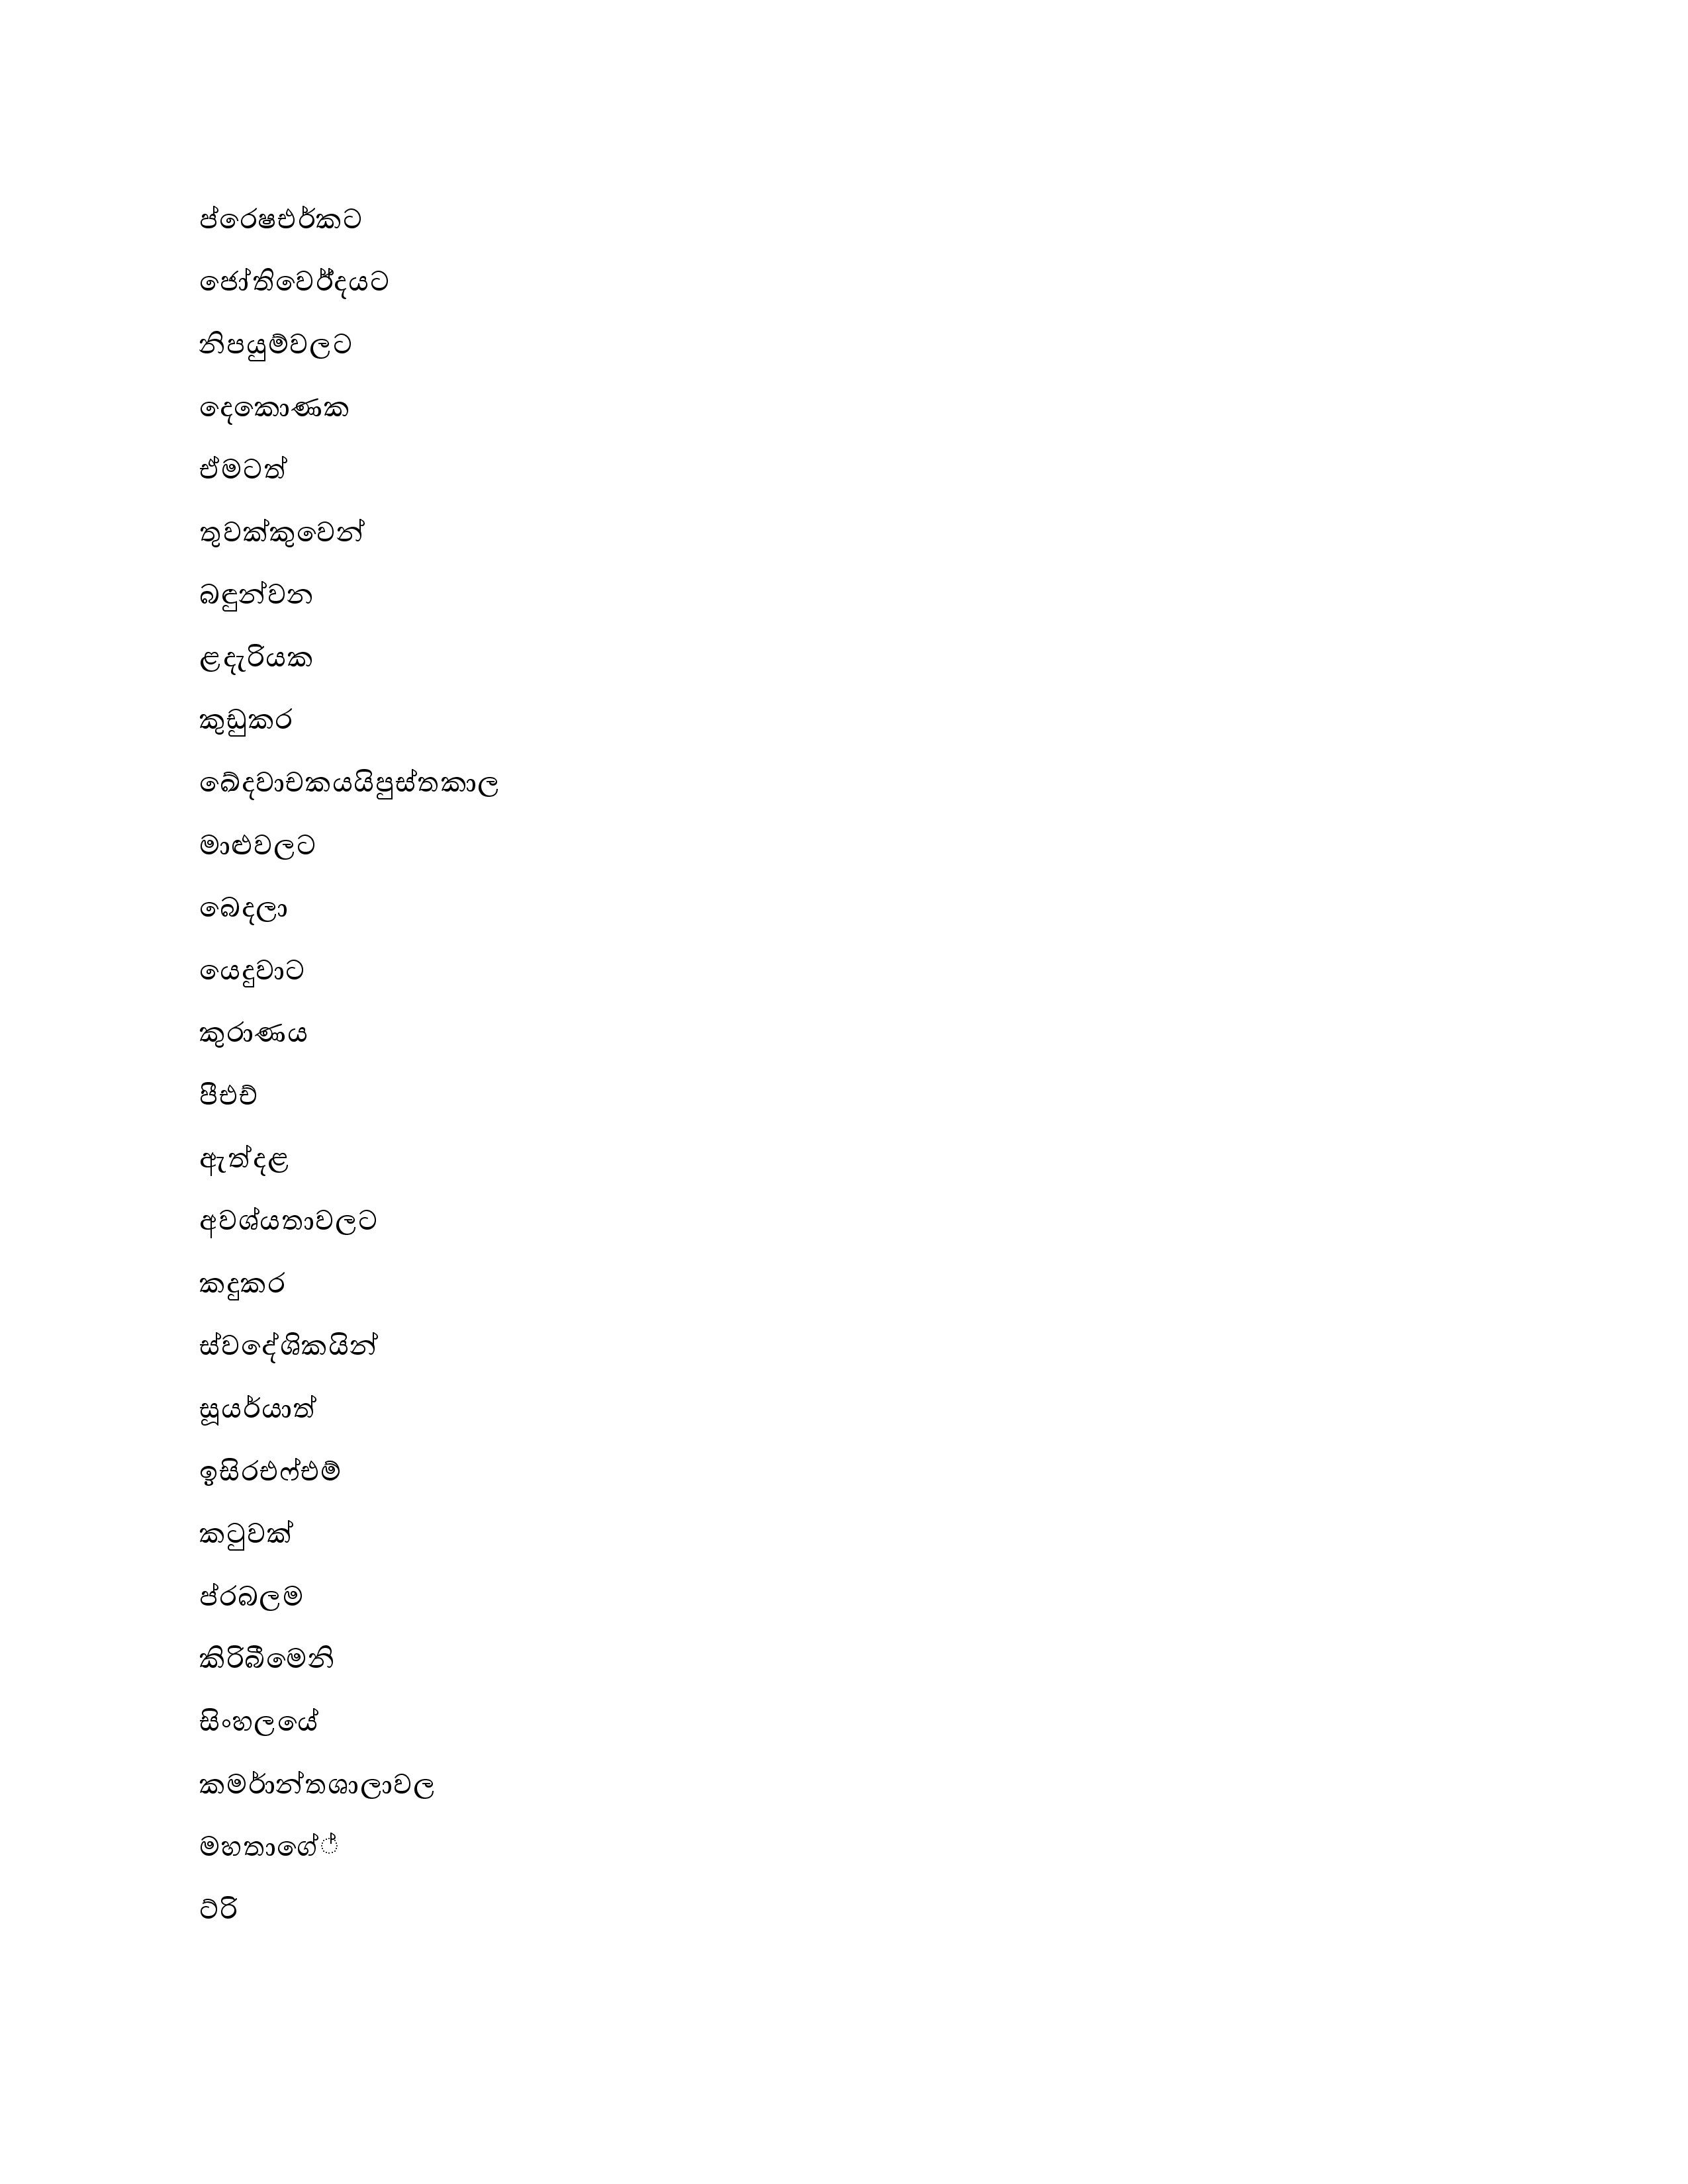 ප්රෙෂඑර්කට
ජෝතිර්වේදයට
නිපයුම්වලට
දෙකොණක
ඒමටත්
තුවක්කුවෙන්
බඳුන්වන
ළදැරියක
කුඩුකර
ඛේදවාචකයයිපුස්තකාල
මාළුවලට
බෙදලා
යෙදුවාට
කුරාණය
පීඑච්
ඇත්දළ
අවශ්යතාවලට
කදුකර
ස්වදේශිකයින්
සූයර්යාත්
ඉසිරඑෆ්එම්
කටුවක්
ප්රබලම
කිරිබීමෙනි
සිංහලයේ
කමර්ාන්තශාලාවල
මහතාගේ්
ට්රි